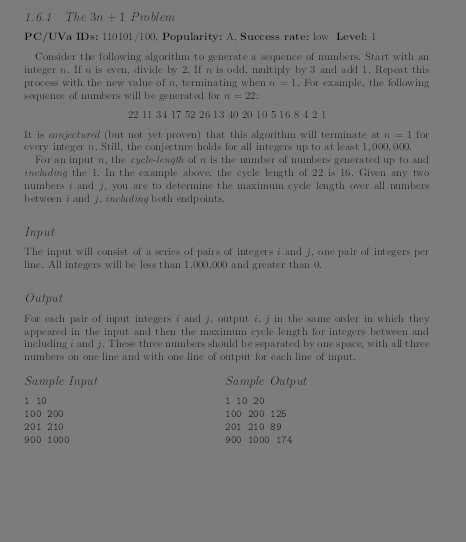 1.6.1 The 3n + 1 Problem
PC/UVa IDs: 110101/100, Popularity: A, Success rate: low Level: 1
Consider the following algorithm to generate a sequence of numbers. Start with an
integer n. If n is even, divide by 2. If n is odd, multiply by 3 and add 1. Repeat this
process with the new value of n, terminating when n = 1. For example, the following
sequence of numbers will be generated for n = 22:
22 11 34 17 52 26 13 40 20 10 5 16 8 4 2 1
It is conjectured (but not yet proven) that this algorithm will terminate at n = 1 for
every integer n. Still, the conjecture holds for all integers up to at least 1, 000, 000.
For an input n, the cycle-length of n is the number of numbers generated up to and
including the 1. In the example above, the cycle length of 22 is 16. Given any two
numbers i and j, you are to determine the maximum cycle length over all numbers
between i and j, including both endpoints.
Input
The input will consist of a series of pairs of integers i and j, one pair of integers per
line. All integers will be less than 1,000,000 and greater than 0.
Output
For each pair of input integers i and j, output i, j in the same order in which they
appeared in the input and then the maximum cycle length for integers between and
including i and j. These three numbers should be separated by one space, with all three
numbers on one line and with one line of output for each line of input.
Sample Input
1 10
100 200
201 210
900 1000
Sample Output
1 10 20
100 200 125
201 210 89
900 1000 174